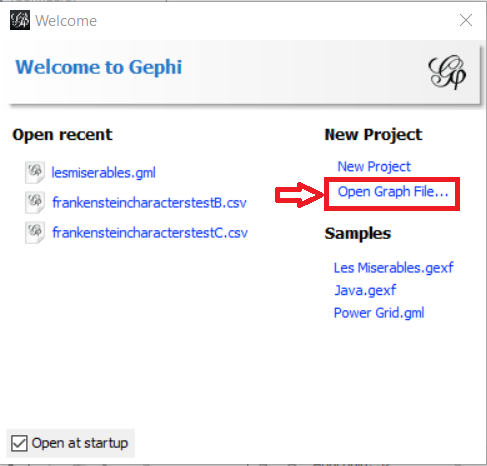 Welcome
Welcome to Gephi
Open recent
lesmiserables.gml
frankensteincharacterstestB.csv
frankensteincharacterstestC.csv
New Project
New Project
Open Graph File...
Samples
Les Miserables.gexf
Java.gexf
Power Grid.gml
Open at startup